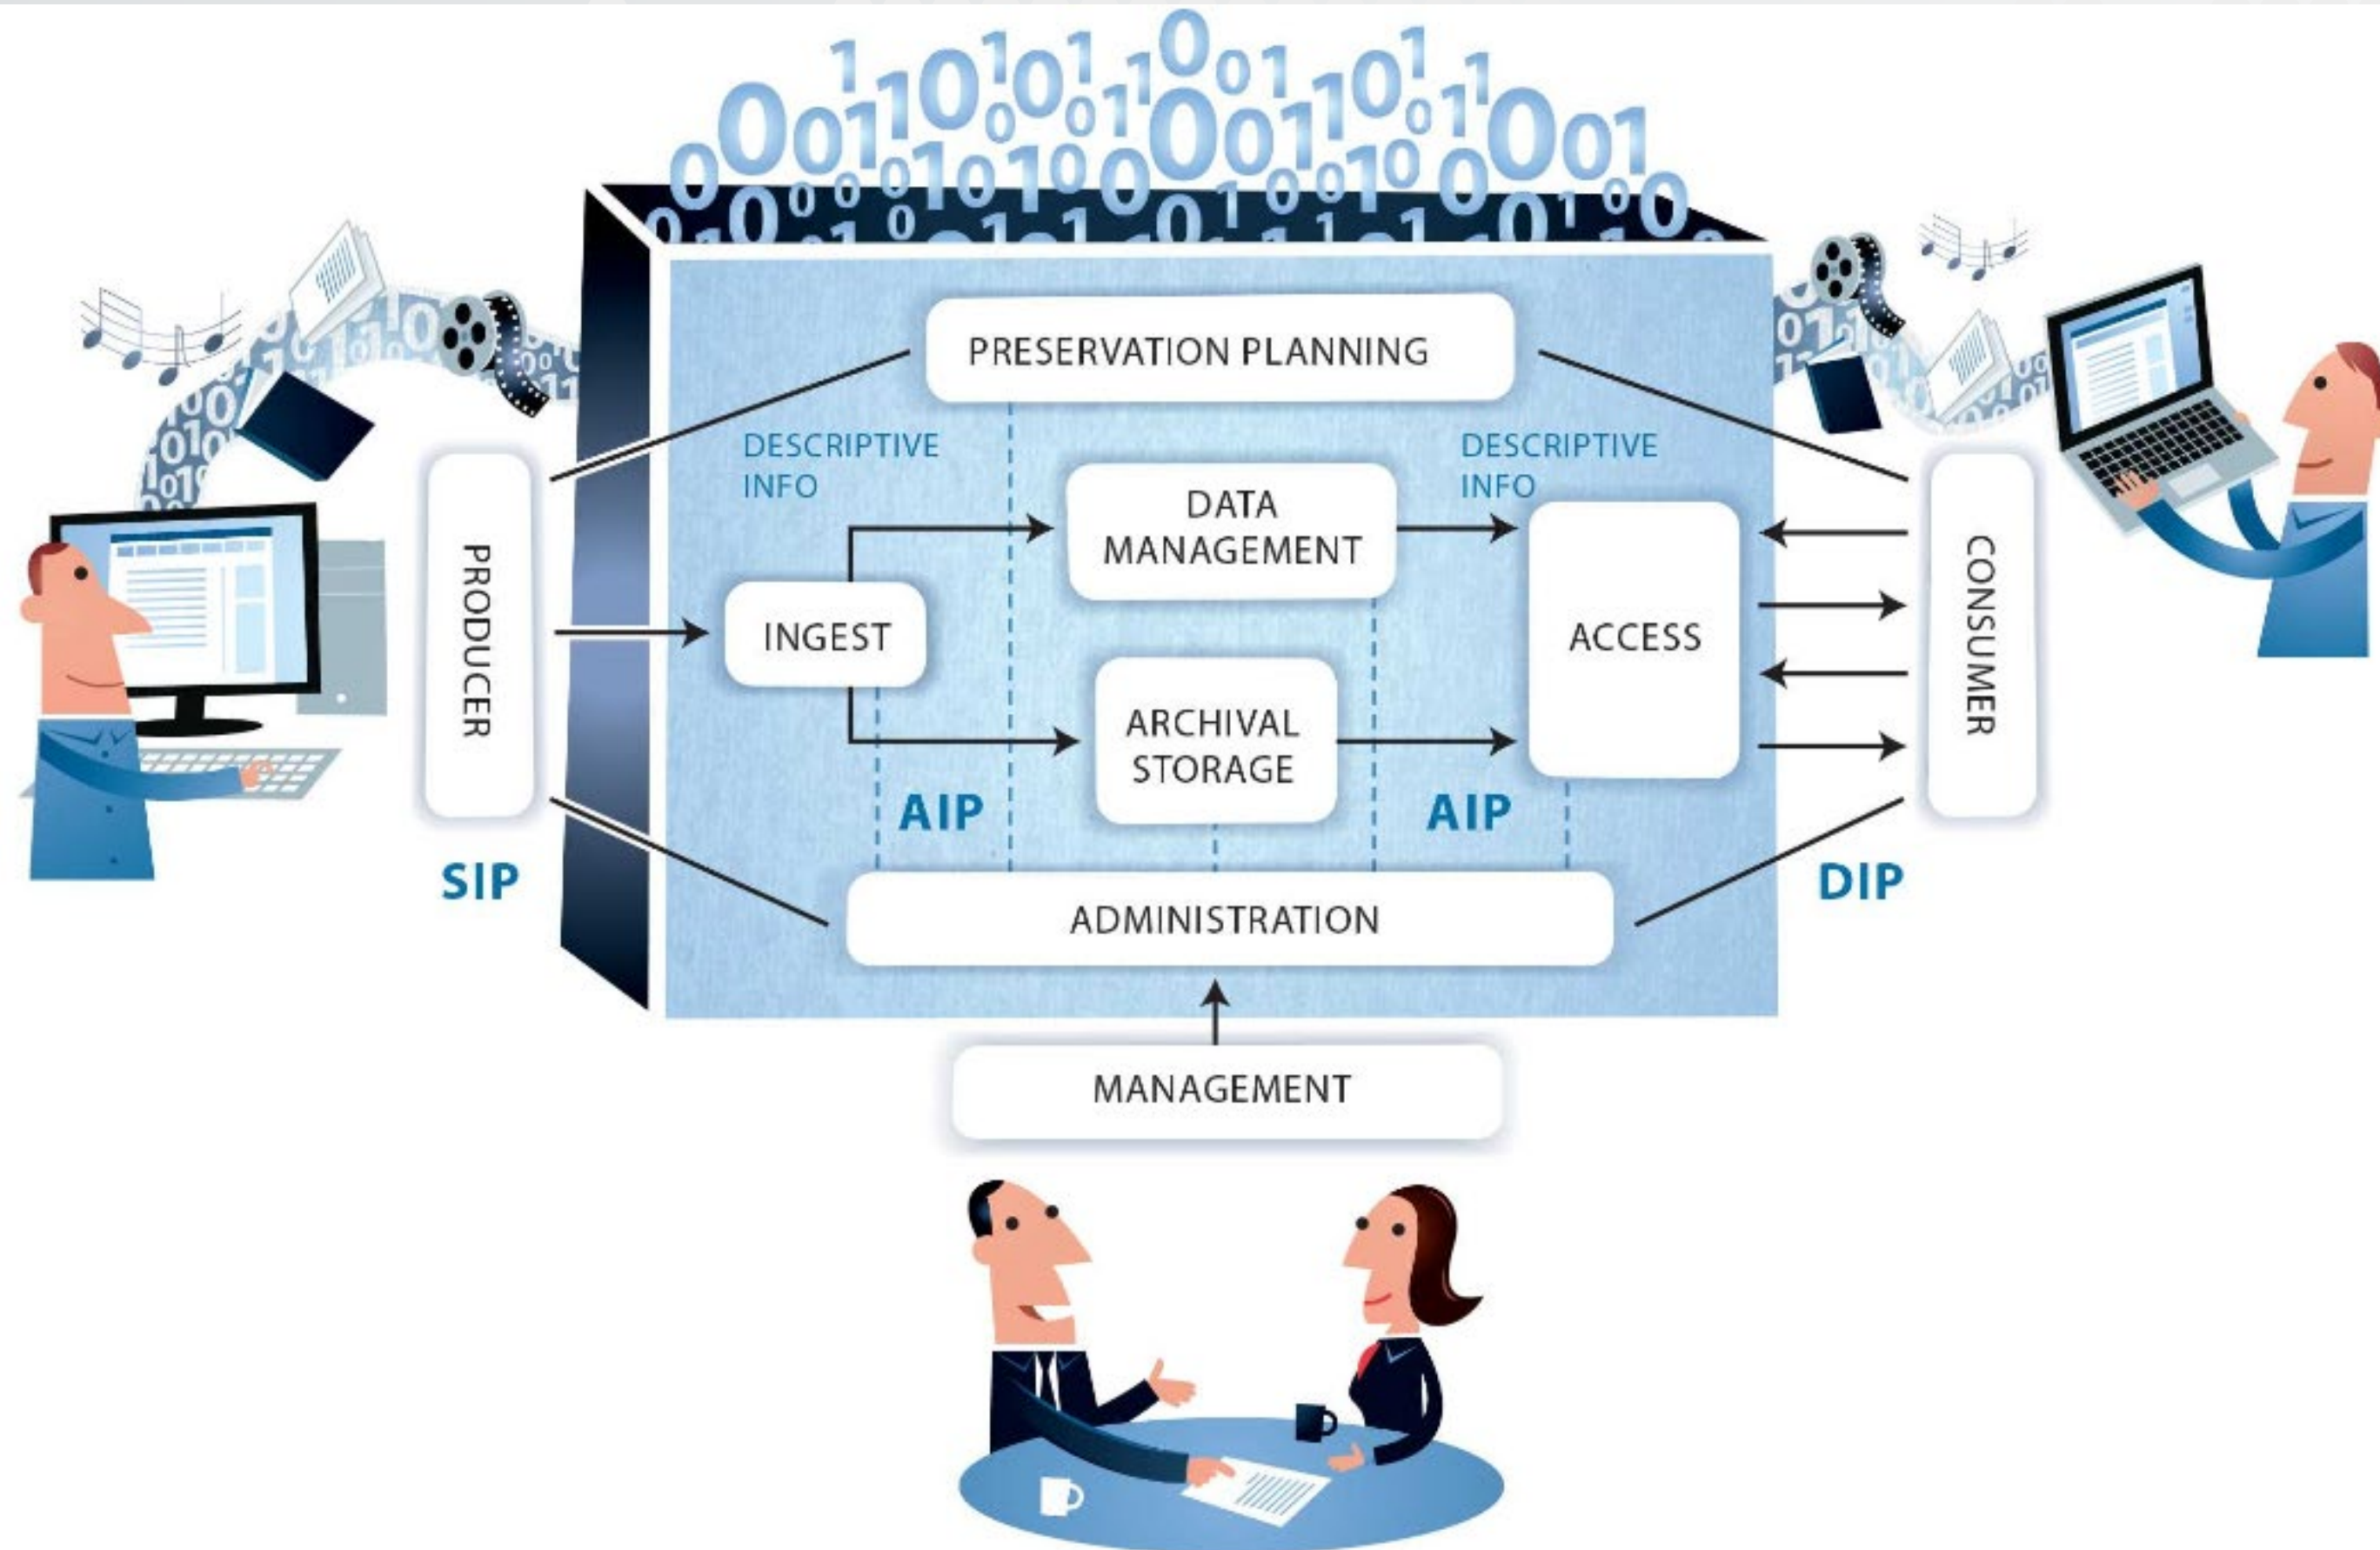 PRESERVATION PLANNING
DESCRIPTIVE
INFO
DESCRIPTIVE
INFO
DATA
MANAGEMENT
PRODUCER
INGEST
ACCESS
CONSUMER
ARCHIVAL
STORAGE
AIP
AIP
SIP
DIP
ADMINISTRATION
MANAGEMENT